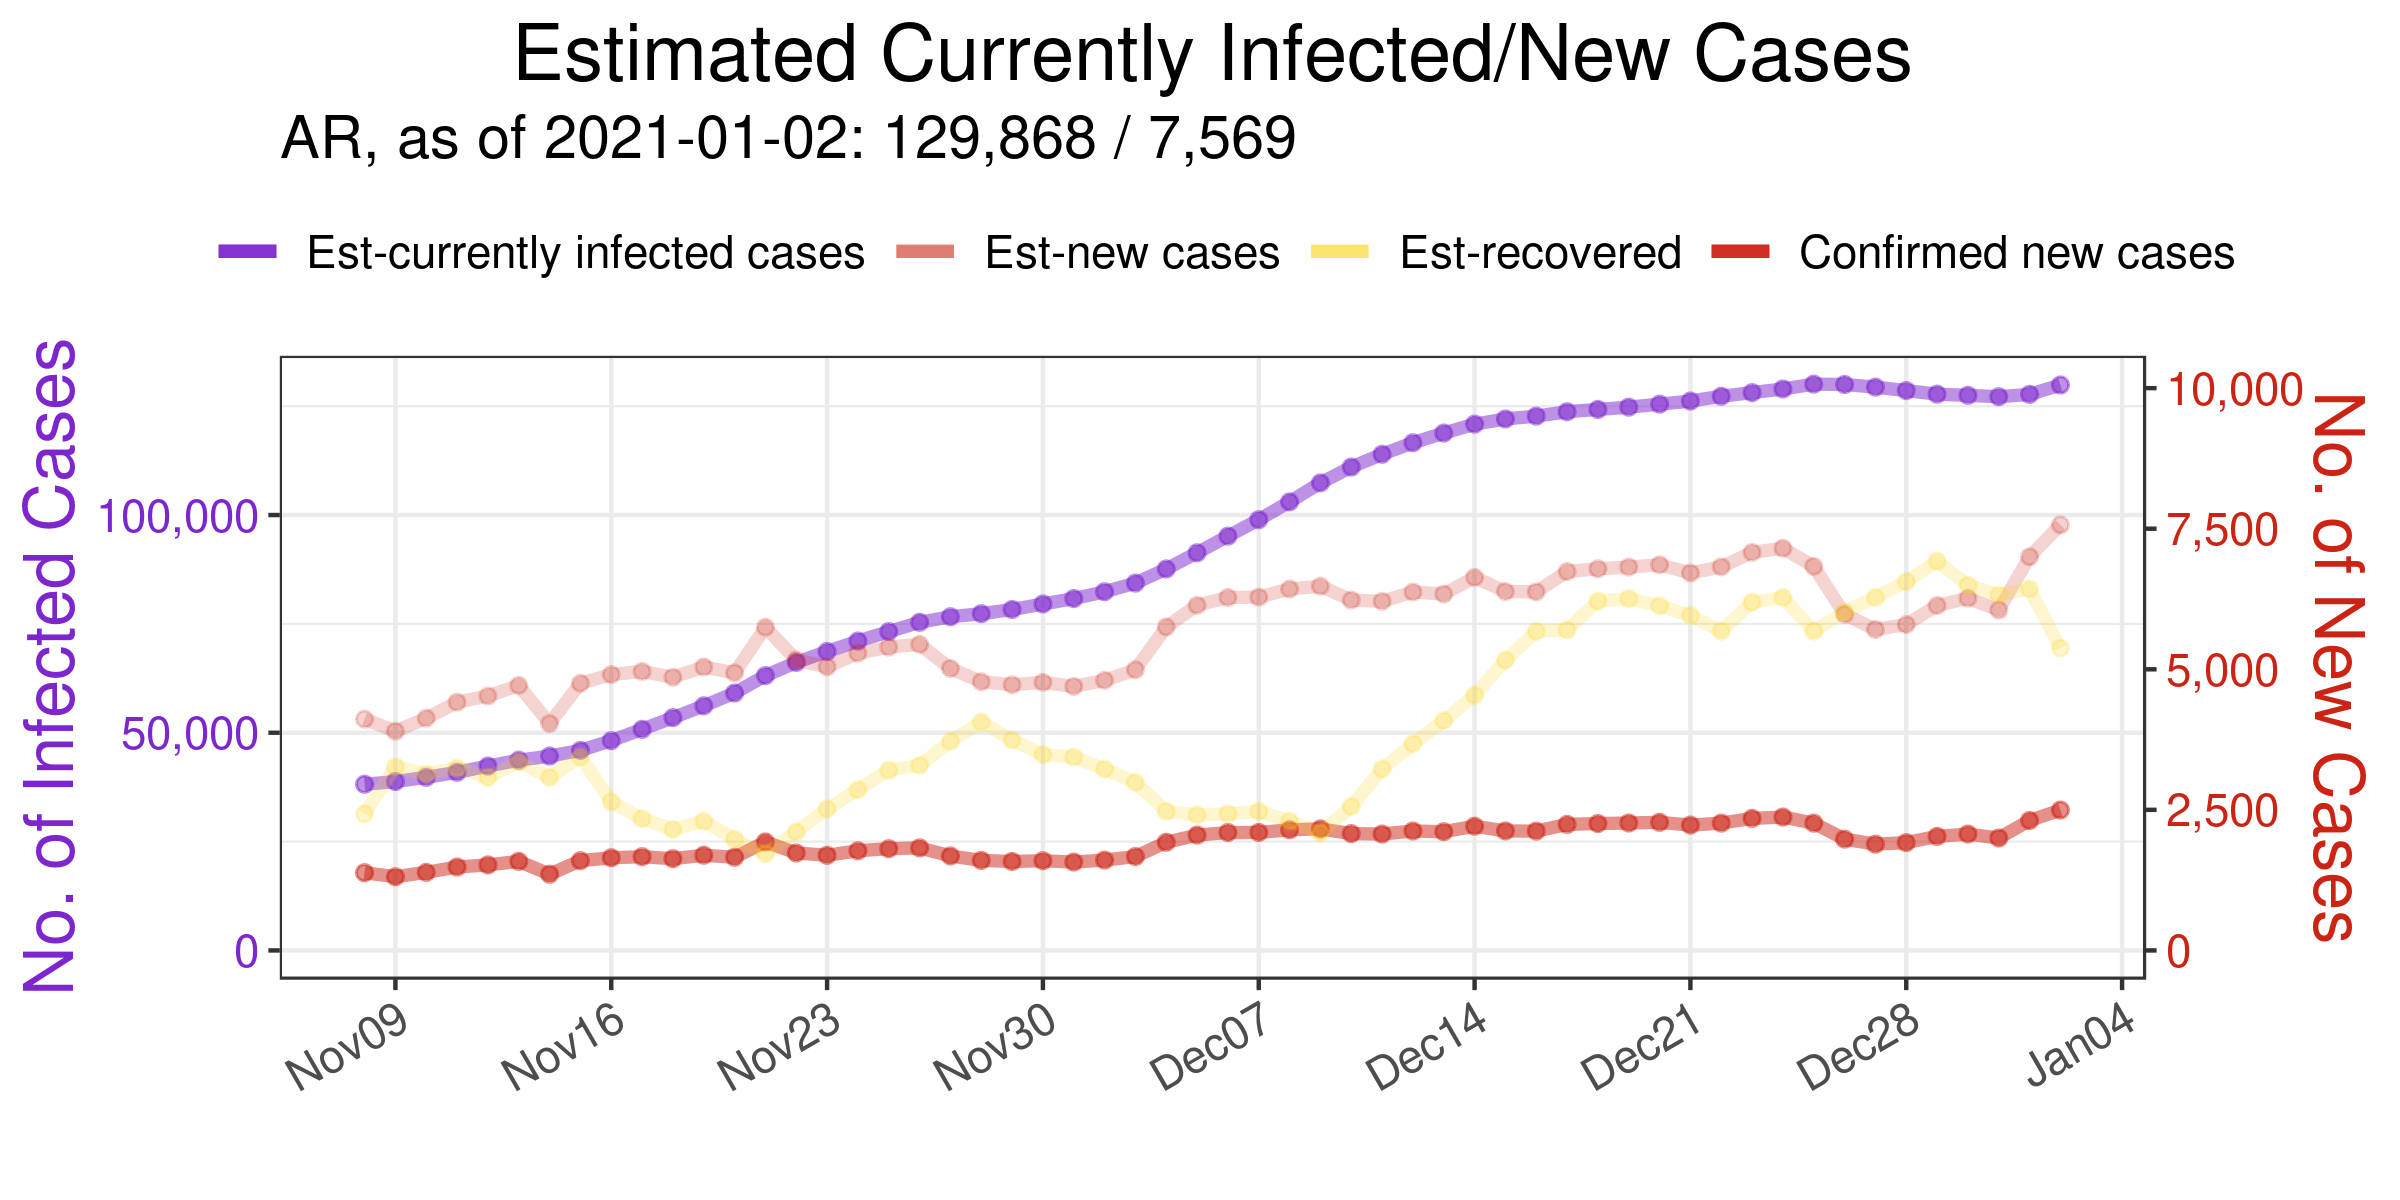 Estimated Currently Infected/New Cases
AR, as of 2021-01-02: 129,868 / 7,569
Est-currently infected cases Est-new cases Est-recovered Confirmed new cases
No. of Infected Cases
100,000
50,000
0
10,000
7,500
5,000
2,500
0
No. of New Cases
Nov09 Nov16 Nov23 Nov30 Dec07 Dec14 Dec21 Dec28 Jan04